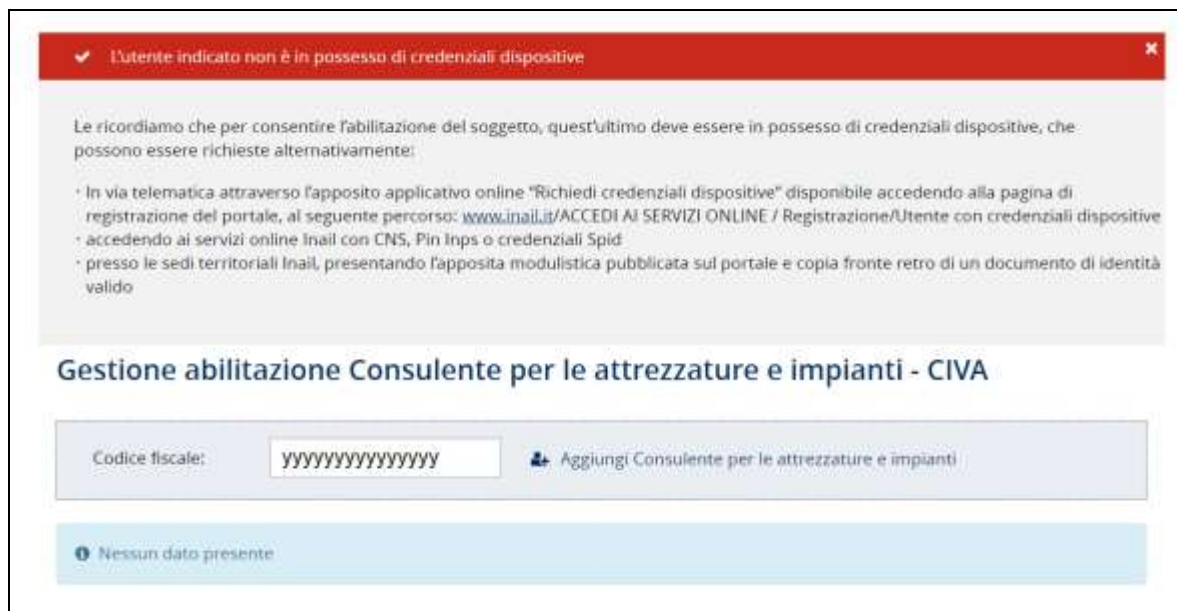 L'utente indicato non è in possesso di credenziali dispositive
Le ricordiamo che per consentire l'abilitazione del soggetto, quest'ultimo deve essere in possesso di credenziali dispositive, che
possono essere richieste alternativamente:
· In via telematica attraverso l'apposito applicativo online "Richiedi credenziali dispositive" disponibile accedendo alla pagina di
registrazione del portale, al seguente percorso: www.inail.it/ACCEDI AI SERVIZI ONLINE / Registrazione/Utente con credenziali dispositive
· accedendo ai servizi online Inail con CNS, Pin Inps o credenziali Spid
· presso le sedi territoriali Inail, presentando l'apposita modulistica pubblicata sul portale e copia fronte retro di un documento di identità
valido
Gestione abilitazione Consulente per le attrezzature e impianti - CIVA
Codice fiscale: yyyyyyyyyyyyyyy Aggiungi Consulente per le attrezzature e impianti
Nessun dato presente